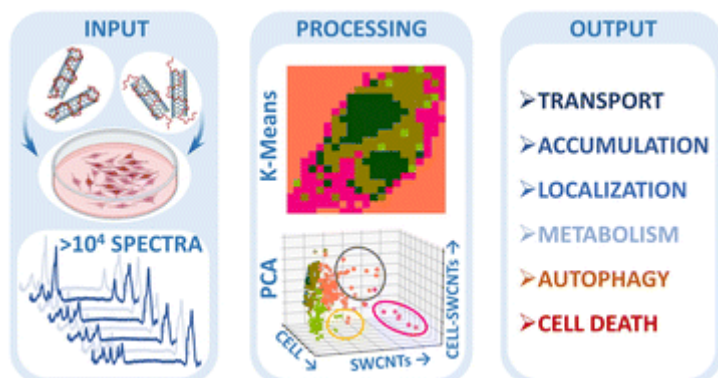 INPUT
>10⁴ SPECTRA
PROCESSING
K-Means
PCA
CELL
SWCNTs →
CELL-SWCNTs →
OUTPUT
➢TRANSPORT
➢ACCUMULATION
➢LOCALIZATION
➢METABOLISM
➢AUTOPHAGY
➢CELL DEATH